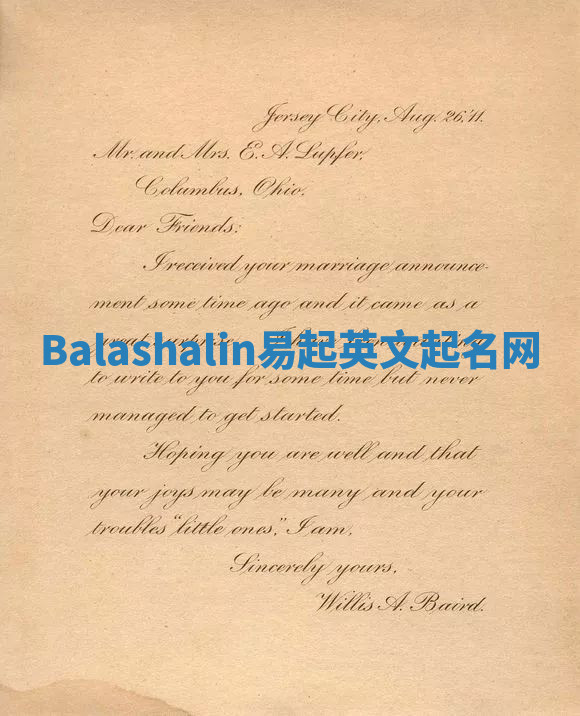 Jersey City, Aug. 26, '11.
Mr. and Mrs. E. A. Lupfer,
Columbus, Ohio.
Dear Friends:
I received your marriage announce-
ment some time ago and it came as a
great surprise.
Balashalin易起英文起名网
to write to you for some time but never
managed to get started.
Hoping you are well and that
your joys may be many and your
troubles "little ones," I am,
Sincerely yours,
Willis A. Baird.